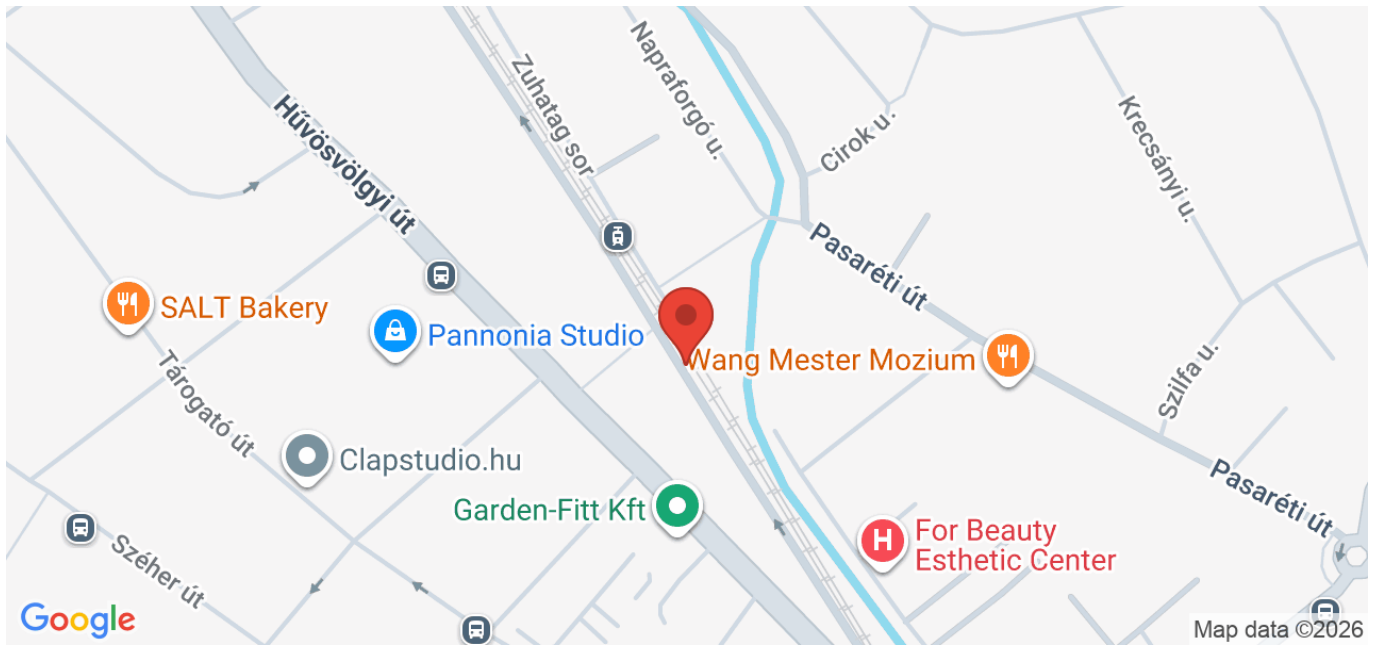 Zuhatag sor
Napraforgó u.
Hűvösvölgyi út
Cirok u.
Krecsányi u.
Pasaréti út
SALT Bakery
Pannonia Studio
Wang Mester Mozium
Szilfa u.
Tárogató út
Clapstudio.hu
Garden-Fitt Kft
Pasaréti út
For Beauty
Esthetic Center
Széher út
Google
Map data ©2026